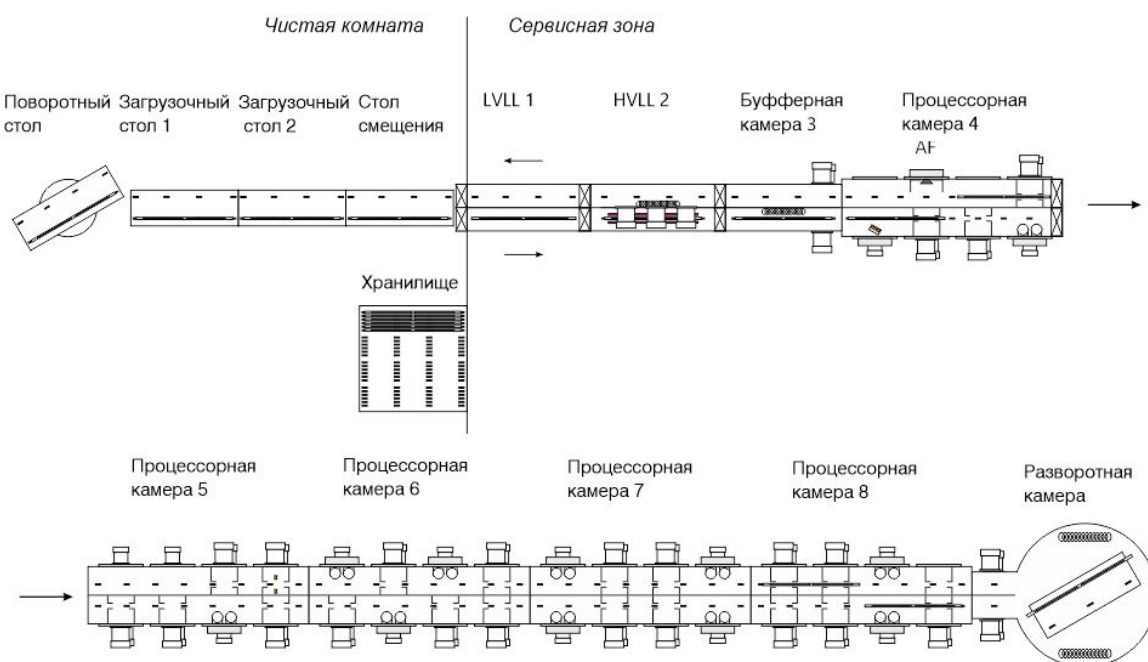 Чистая комната
Сервисная зона
Поворотный
стол
Загрузочный
стол 1
Загрузочный
стол 2
Стол
смещения
LVLL 1
HVLL 2
Буфферная
камера 3
Процессорная
камера 4
AF
Хранилище
Процессорная
камера 5
Процессорная
камера 6
Процессорная
камера 7
Процессорная
камера 8
Разворотная
камера